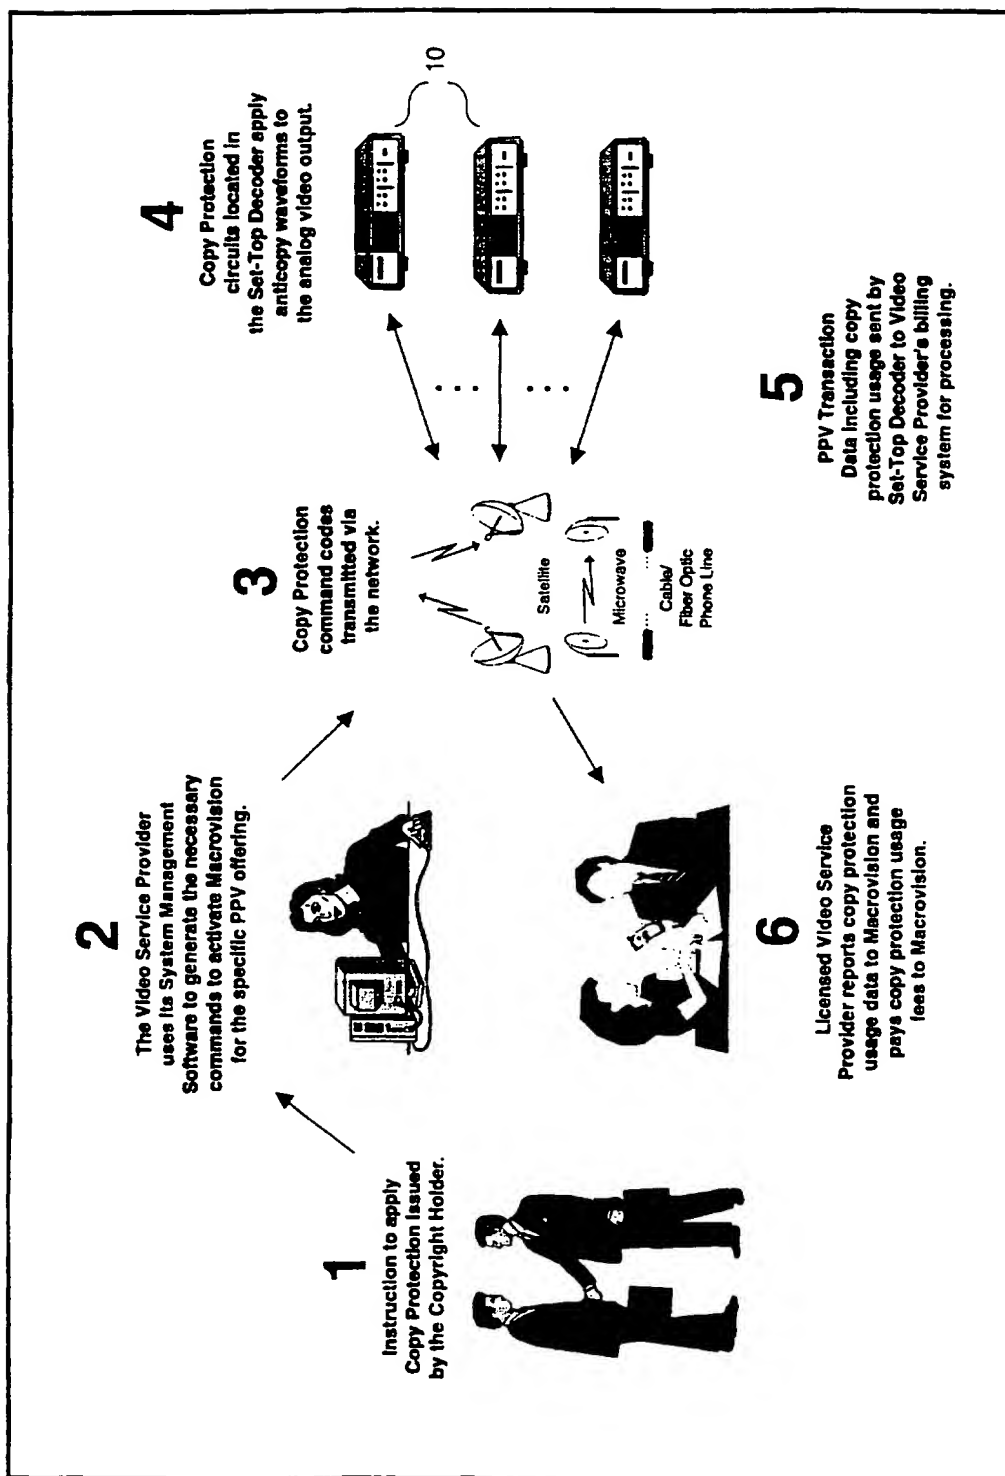 1
Instruction to apply
Copy Protection issued
by the Copyright Holder.
2
The Video Service Provider
uses its System Management
Software to generate the necessary
commands to activate Macrovision
for the specific PPV offering.
3
Copy Protection
command codes
transmitted via
the network.
Satellite
Microwave
Cable/
Fiber Optic
Phone Line
4
Copy Protection
circuits located in
the Set-Top Decoder apply
anticopy waveforms to
the analog video output.
10
5
PPV Transaction
Data Including copy
protection usage sent by
Set-Top Decoder to Video
Service Provider's billing
system for processing.
6
Licensed Video Service
Provider reports copy protection
usage data to Macrovision and
pays copy protection usage
fees to Macrovision.